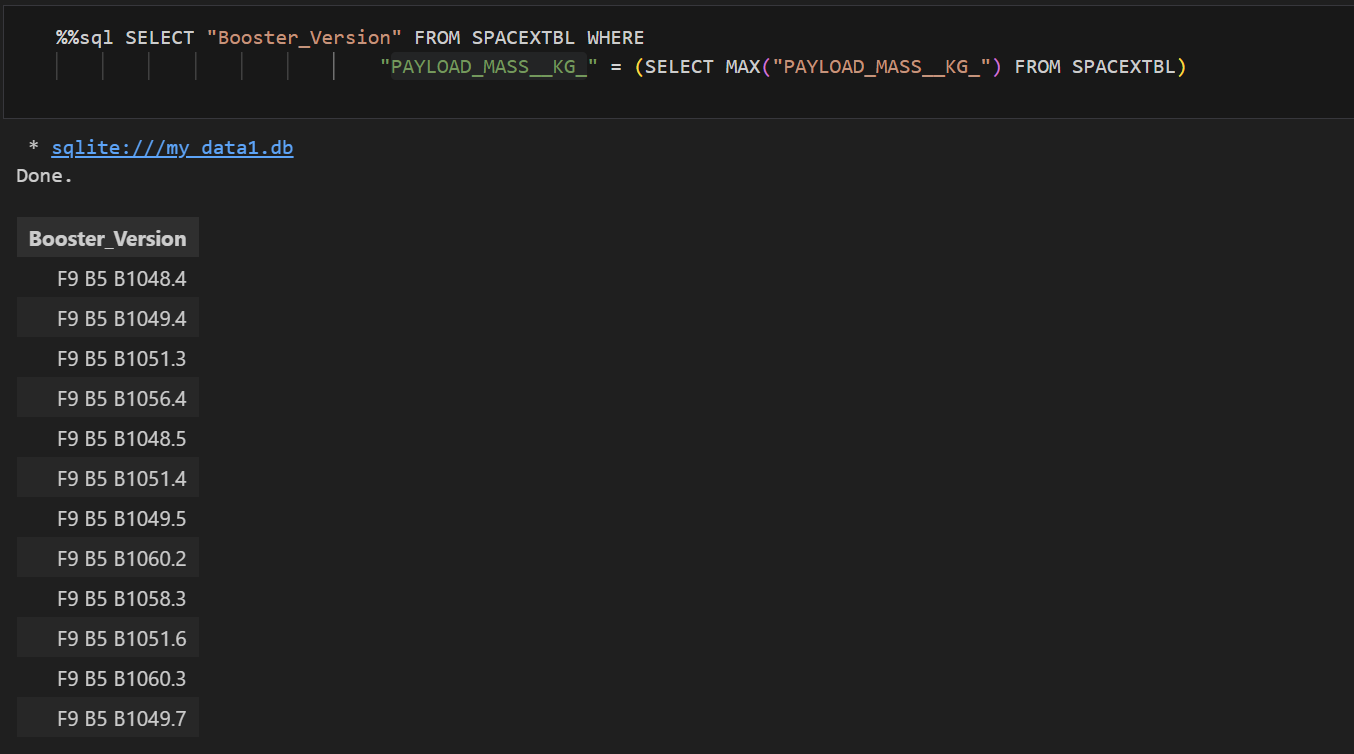 %%sql SELECT "Booster_Version" FROM SPACEXTBL WHERE
"PAYLOAD_MASS__KG_" = (SELECT MAX("PAYLOAD_MASS__KG_") FROM SPACEXTBL)
* sqlite:///my_data1.db
Done.
Booster_Version
F9 B5 B1048.4
F9 B5 B1049.4
F9 B5 B1051.3
F9 B5 B1056.4
F9 B5 B1048.5
F9 B5 B1051.4
F9 B5 B1049.5
F9 B5 B1060.2
F9 B5 B1058.3
F9 B5 B1051.6
F9 B5 B1060.3
F9 B5 B1049.7